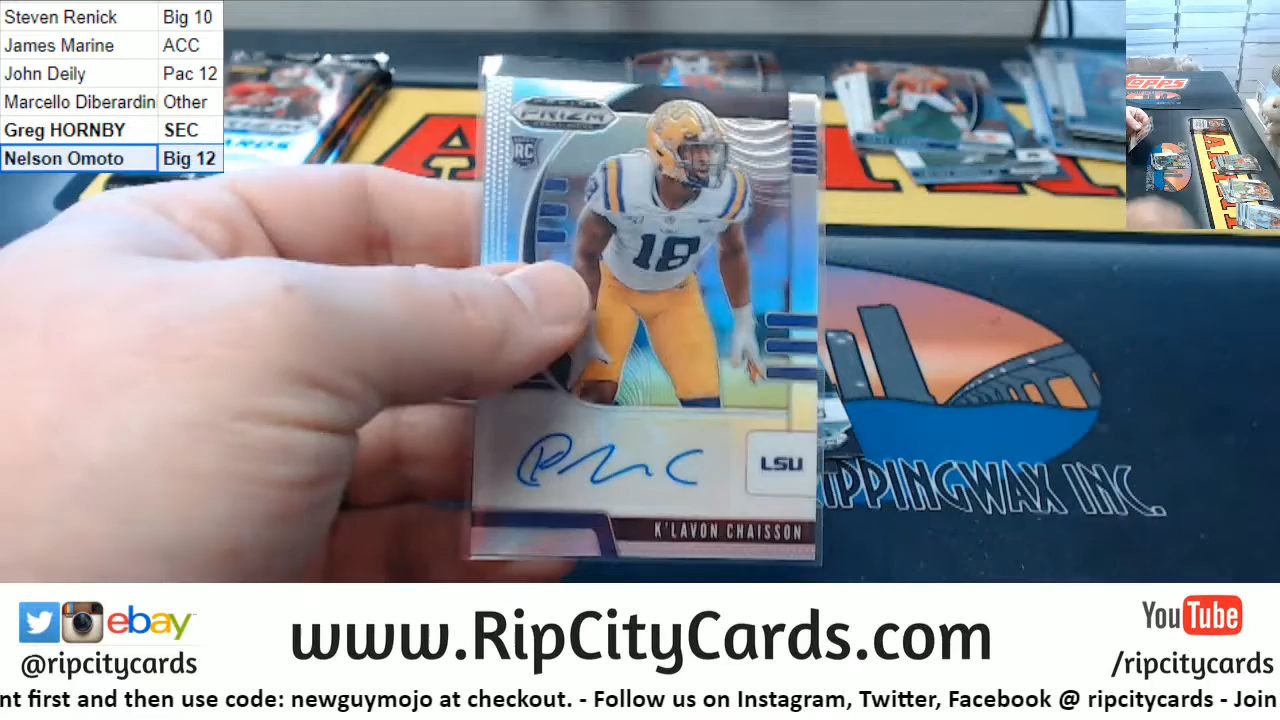 Steven Renick Big 10
James Marine ACC
John Deily Pac 12
Marcello Diberardin Other
Greg HORNBY SEC
Nelson Omoto Big 12
PRIZM
RC
18
LSU
K'LAVON CHAISSON
RIPPINGWAX INC.
Topps
ebay
@ripcitycards
www.RipCityCards.com
YouTube
/ripcitycards
nt first and then use code: newguymojo at checkout. - Follow us on Instagram, Twitter, Facebook @ ripcitycards - Join